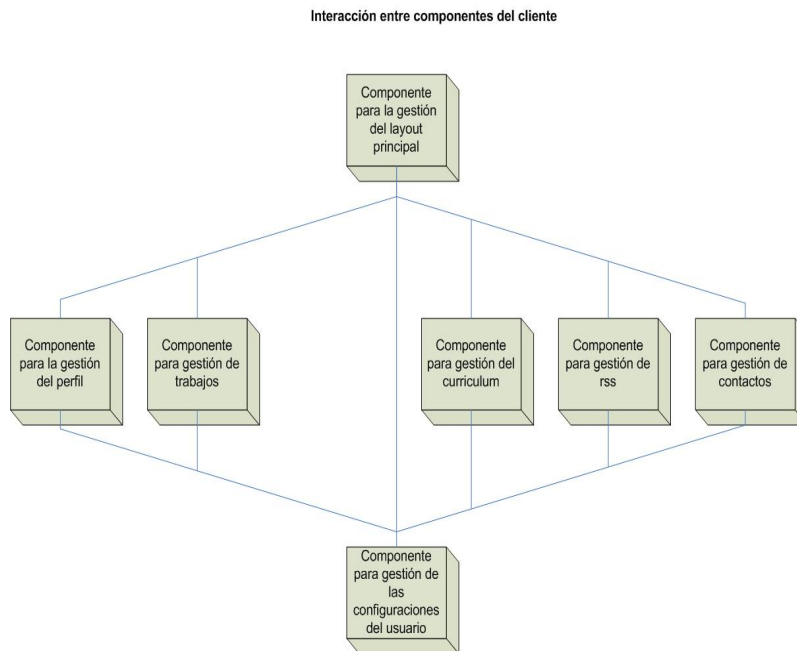 Interacción entre componentes del cliente
Componente
para la gestión
del layout
principal
Componente
para la gestión
del perfil
Componente
para gestión de
trabajos
Componente
para gestión del
curriculum
Componente
para gestión de
rss
Componente
para gestión de
contactos
Componente
para gestión de
las
configuraciones
del usuario